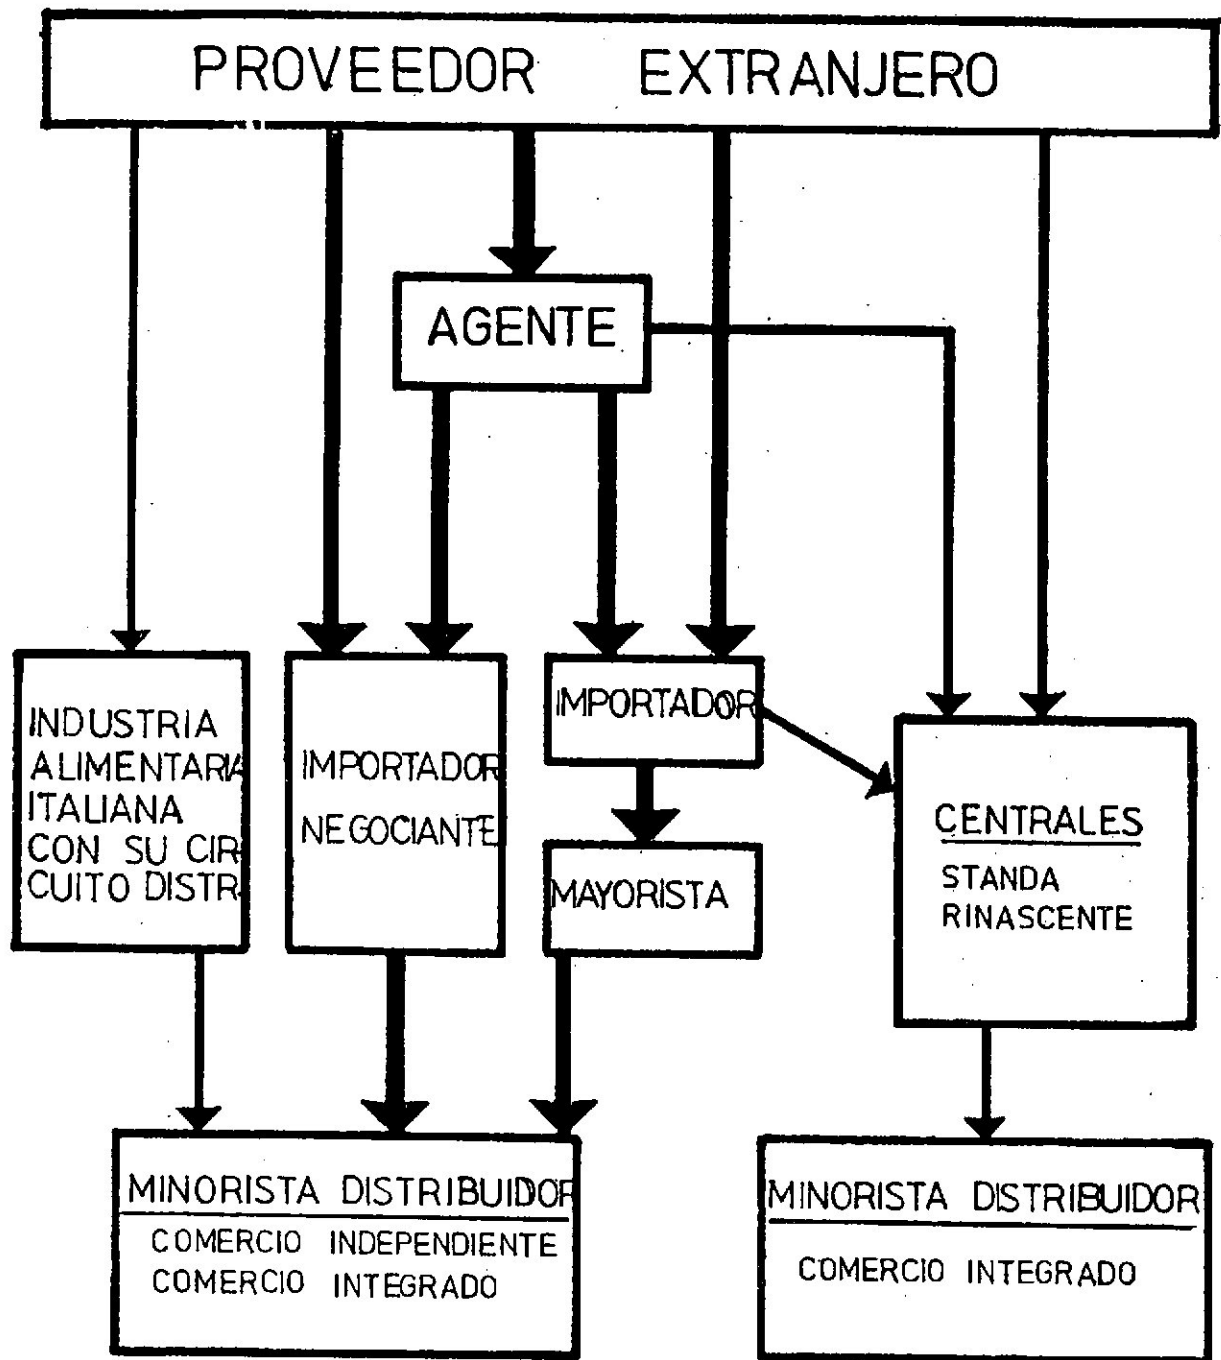 PROVEEDOR EXTRANJERO
AGENTE
INDUSTRIA
ALIMENTARIA
ITALIANA
CON SU CIR
CUITO DISTR.
IMPORTADOR
NEGOCIANTE
IMPORTADOR
MAYORISTA
CENTRALES
STANDA
RINASCENTE
MINORISTA DISTRIBUIDOR
COMERCIO INDEPENDIENTE
COMERCIO INTEGRADO
MINORISTA DISTRIBUIDOR
COMERCIO INTEGRADO